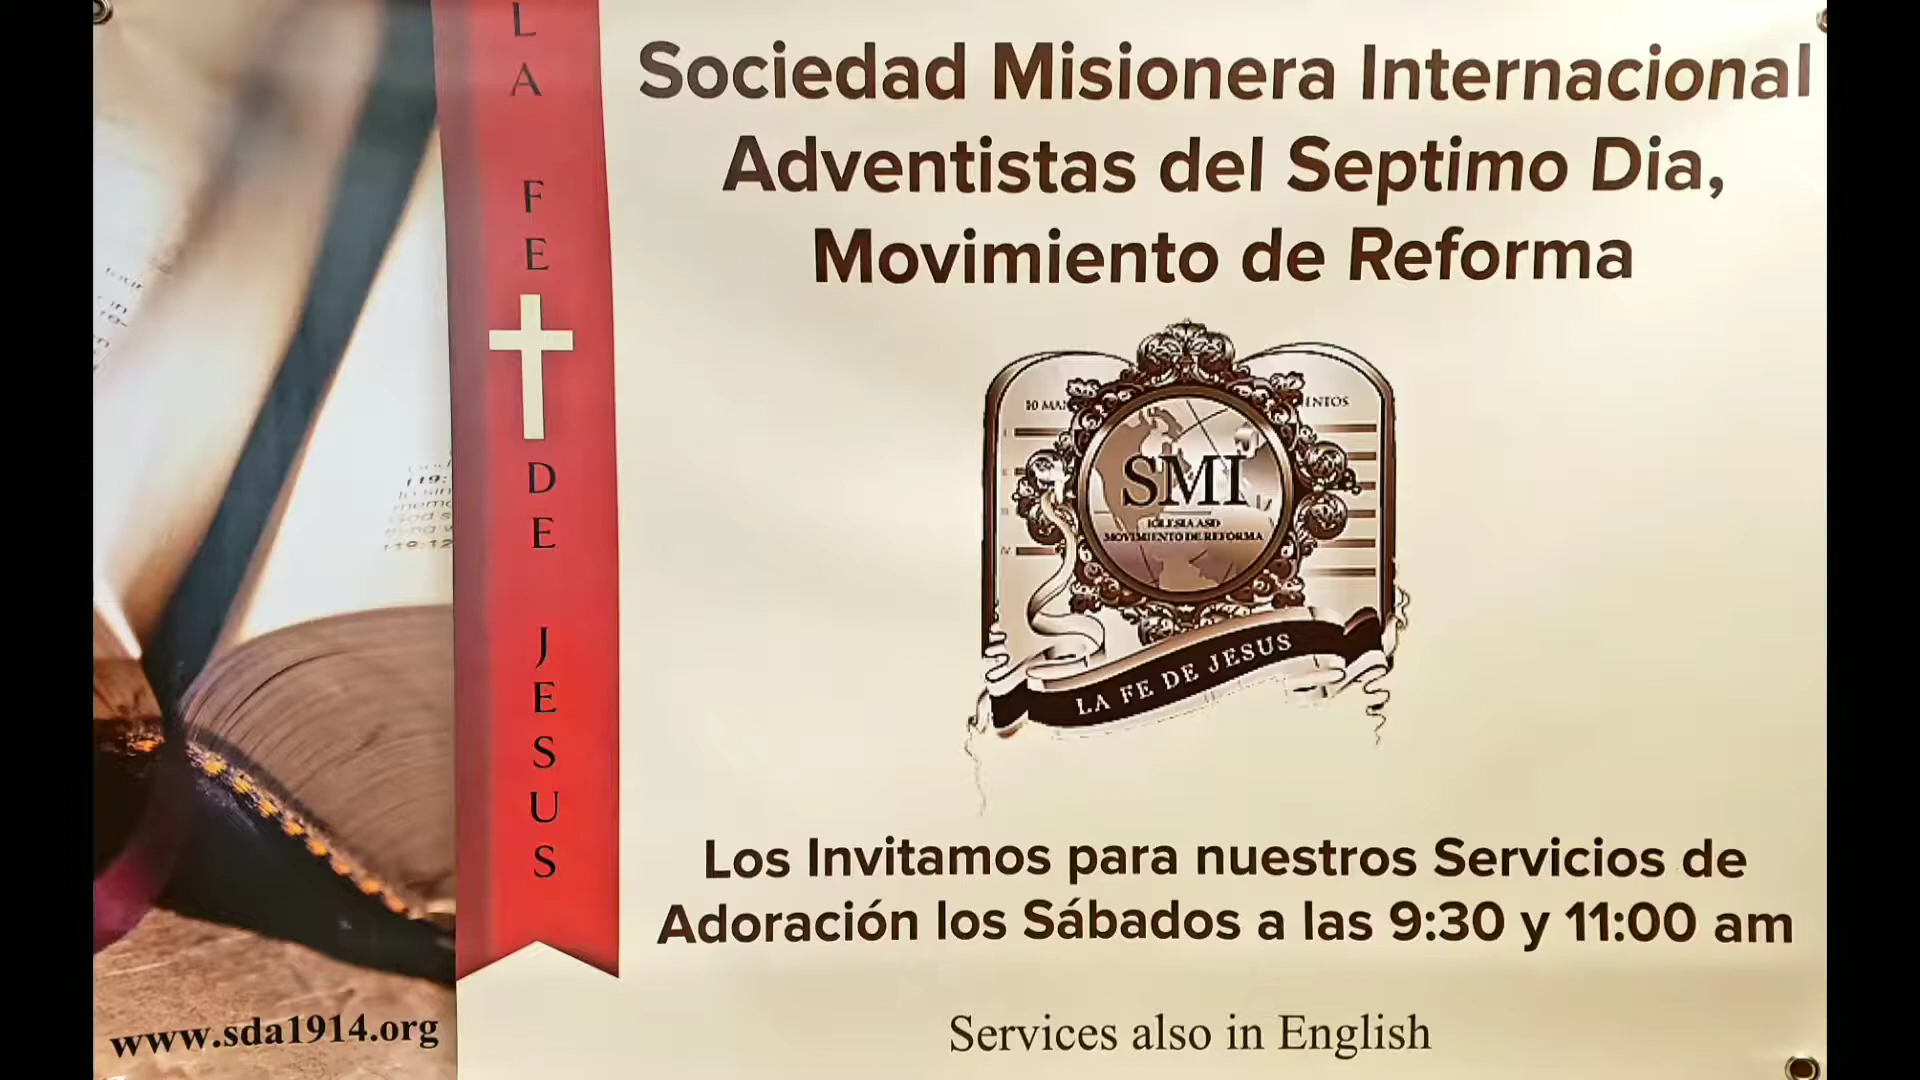 LA FE DE JESUS
Sociedad Misionera Internacional
Adventistas del Septimo Dia,
Movimiento de Reforma
SMI
IGLESIA ASD
MOVIMIENTO DE REFORMA
LA FE DE JESUS
Los Invitamos para nuestros Servicios de
Adoración los Sábados a las 9:30 y 11:00 am
Services also in English
www.sda1914.org